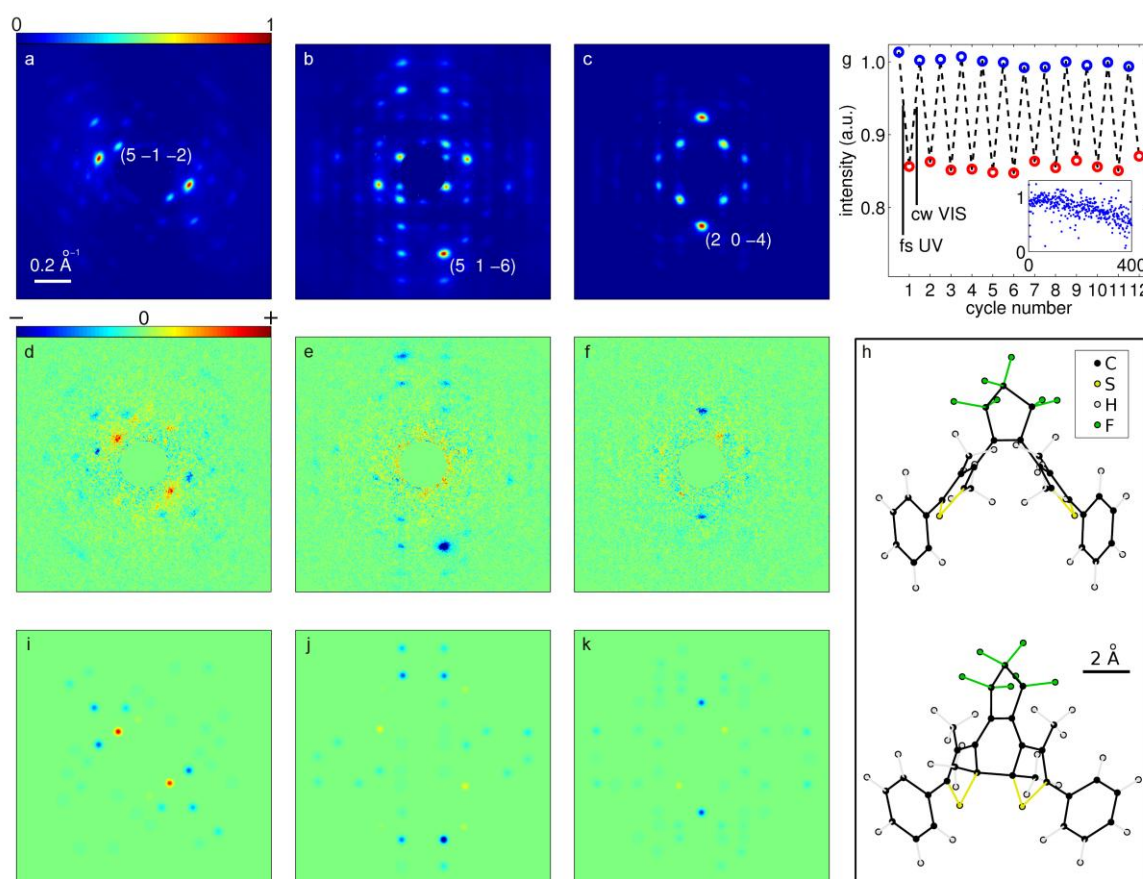 0 1
a
(5 −1 −2)
0.2 Å⁻¹
b
(5 1 −6)
c
(2 0 −4)
g
intensity (a.u.)
1.0
0.9
0.8
fs UV
cw VIS
1
0
0 400
1 2 3 4 5 6 7 8 9 10 11 12
cycle number
− 0 +
d
e
f
h
C
S
H
F
2 Å
i
j
k